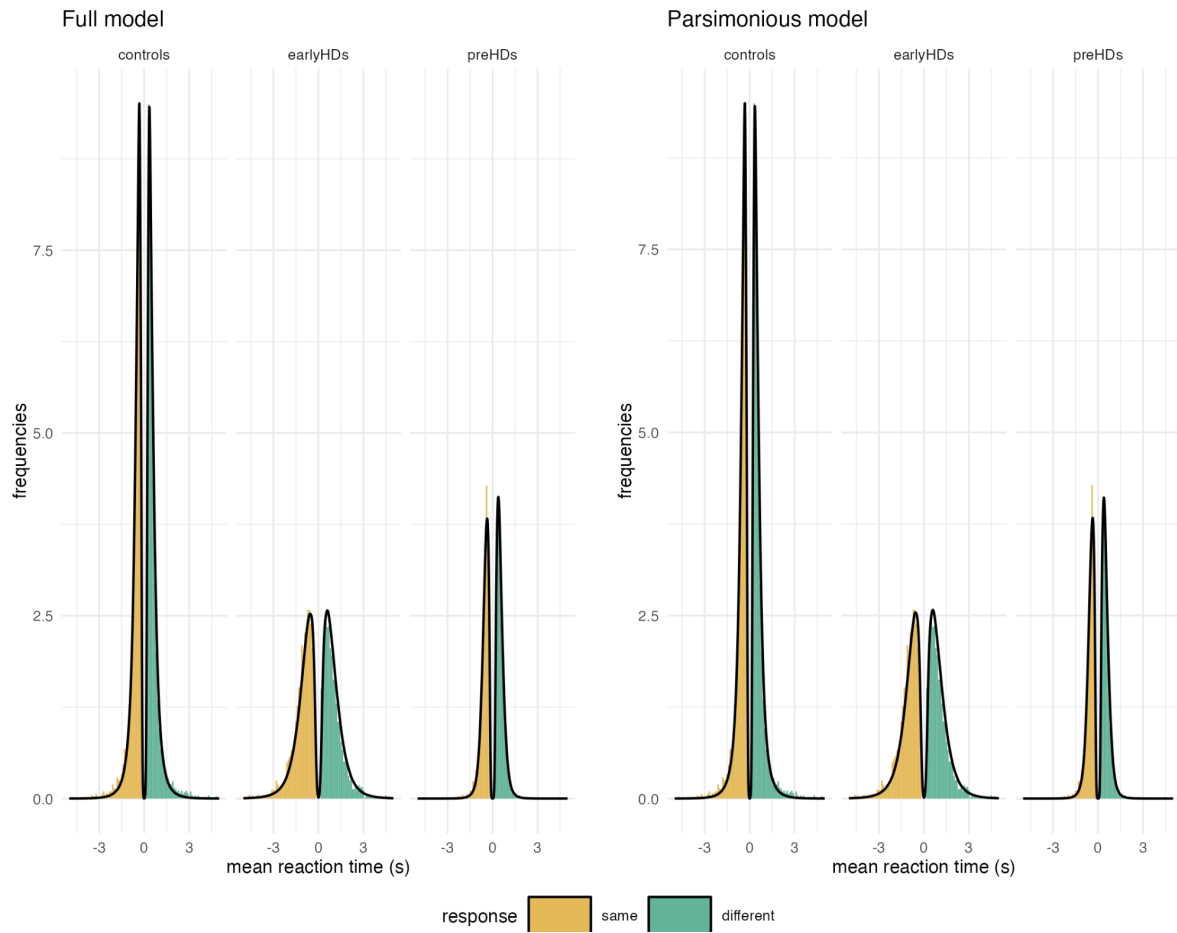 Full model
controls earlyHDs preHDs
7.5
5.0
2.5
0.0
frequencies
-3 0 3 -3 0 3 -3 0 3
mean reaction time (s)
Parsimonious model
controls earlyHDs preHDs
7.5
5.0
2.5
0.0
frequencies
-3 0 3 -3 0 3 -3 0 3
mean reaction time (s)
response same different